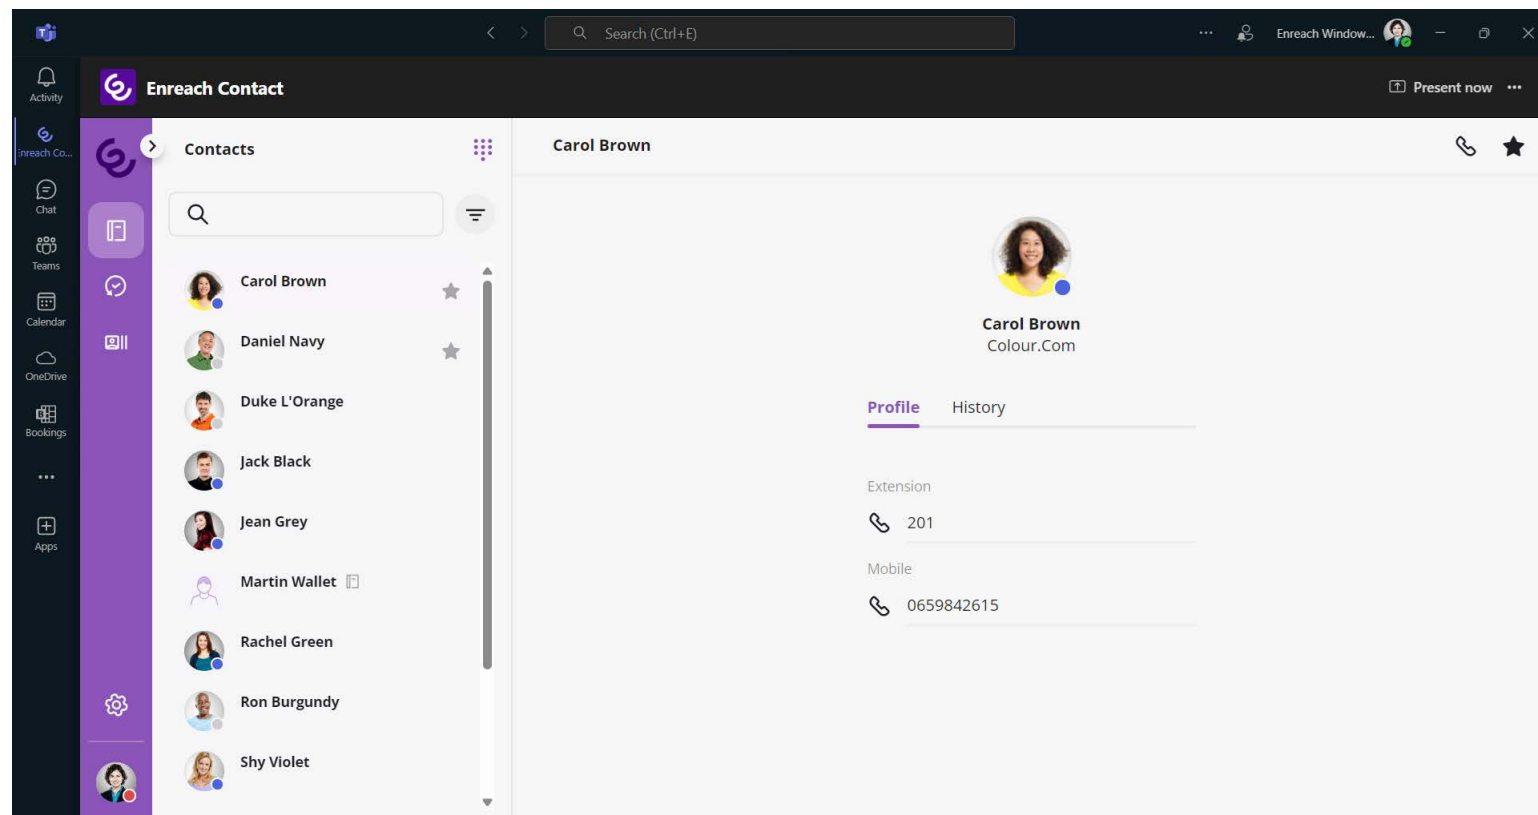 Search (Ctrl+E)
Enreach Window...
Activity
Enreach Contact
Present now
nreach Co...
Contacts
Carol Brown
Chat
Teams
Calendar
OneDrive
Bookings
Apps
Carol Brown
Daniel Navy
Duke L'Orange
Jack Black
Jean Grey
Martin Wallet
Rachel Green
Ron Burgundy
Shy Violet
Carol Brown
Colour.Com
Profile History
Extension
201
Mobile
0659842615